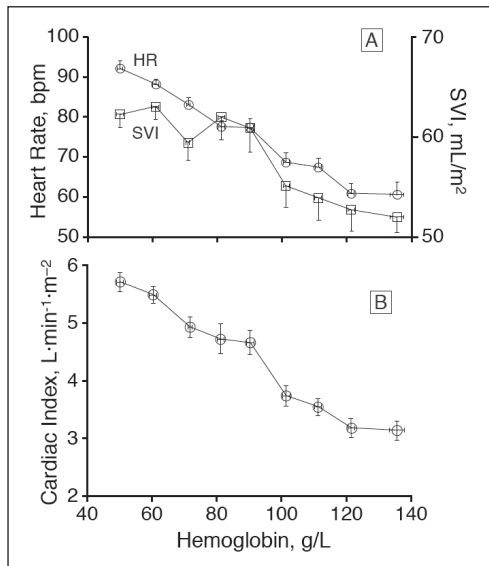 A
HR
SVI
Heart Rate, bpm
100
90
80
70
60
50
SVI, mL/m²
70
60
50
B
Cardiac Index, L·min⁻¹·m⁻²
6
5
4
3
2
40 60 80 100 120 140
Hemoglobin, g/L